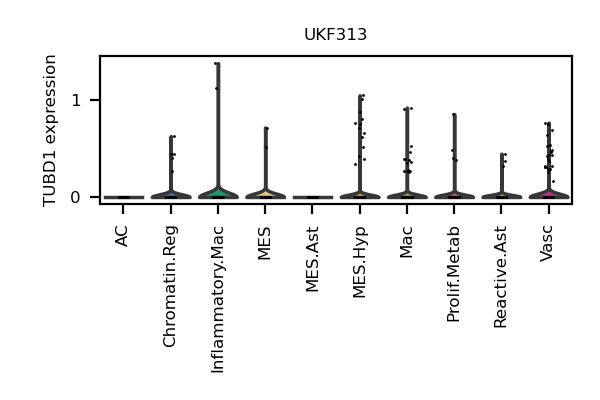 UKF313
TUBD1 expression
1
0
AC
Chromatin.Reg
Inflammatory.Mac
MES
MES.Ast
MES.Hyp
Mac
Prolif.Metab
Reactive.Ast
Vasc